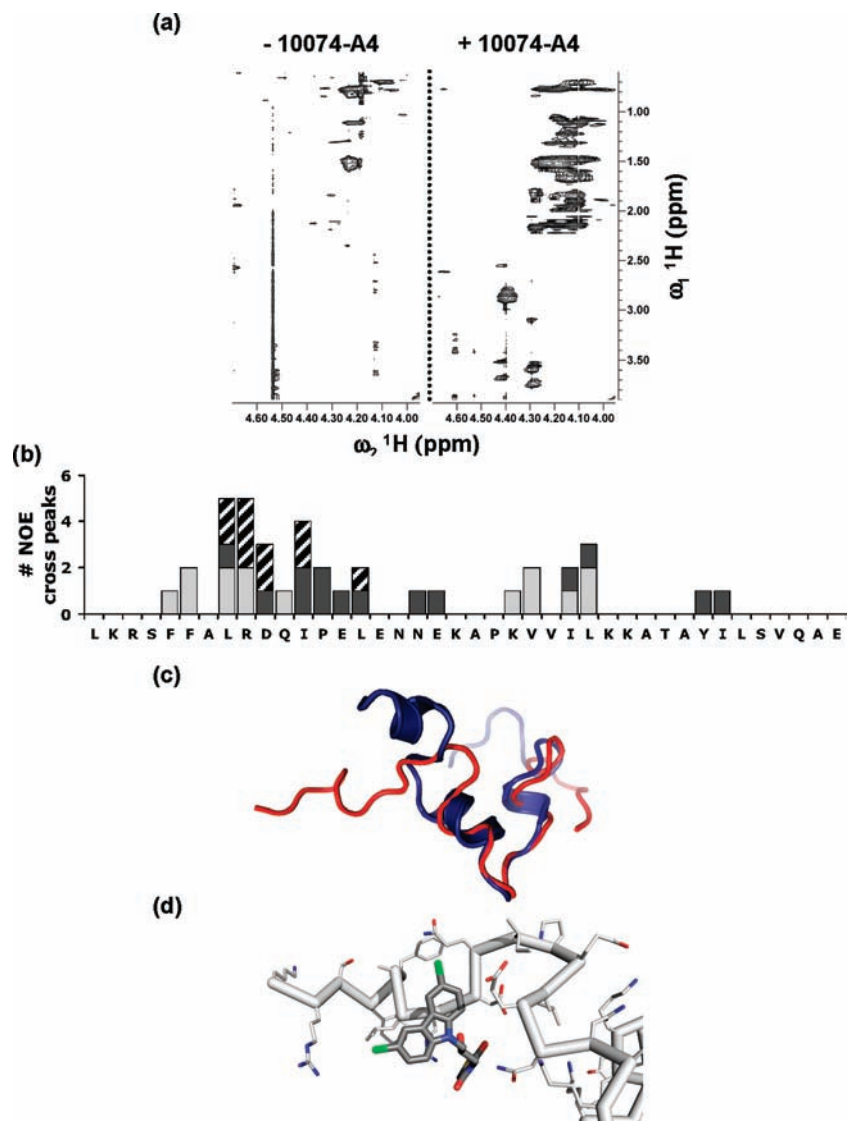 (a)
- 10074-A4 + 10074-A4
1.00
1.50
2.00
2.50
3.00
3.50
ω₁ ¹H (ppm)
4.60 4.50 4.40 4.30 4.20 4.10 4.00 4.60 4.50 4.40 4.30 4.20 4.10 4.00
ω₂ ¹H (ppm)
(b)
# NOE
cross peaks
6
4
2
0
L K R S F F A L R D Q I P E L E N N E K A P K V V I L K K A T A Y I L S V Q A E
(c)
(d)